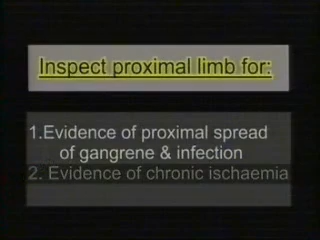 Inspect proximal limb for:
1.Evidence of proximal spread
of gangrene & infection
2. Evidence of chronic ischaemia